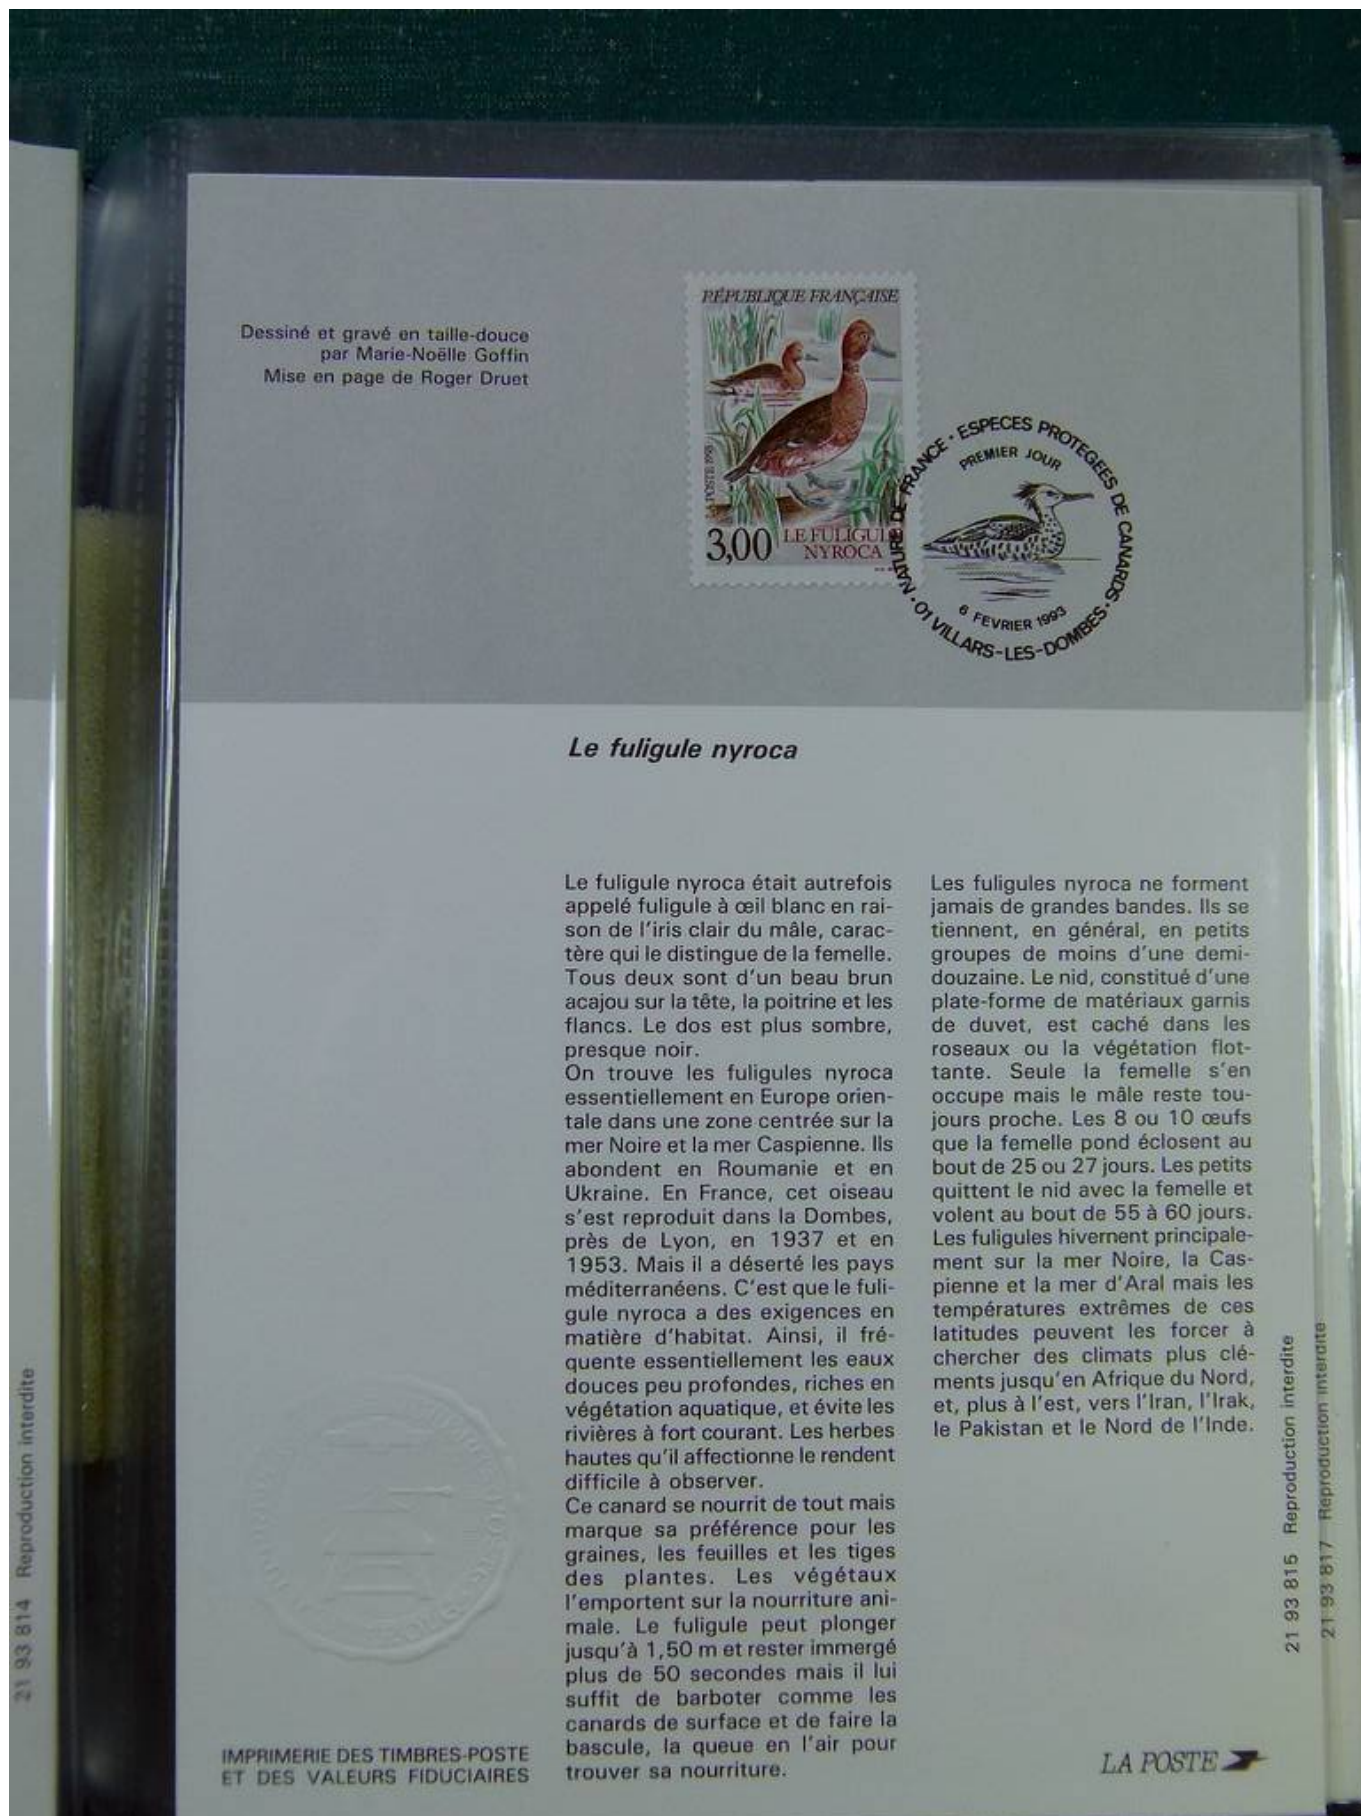 Dessiné et gravé en taille-douce
par Marie-Noëlle Goffin
Mise en page de Roger Druet
RÉPUBLIQUE FRANÇAISE
LA POSTE 1993
3,00
LE FULIGULE
NYROCA
NATURE DE FRANCE · ESPECES PROTEGEES DE CANARDS ·
PREMIER JOUR
6 FEVRIER 1993
· 01 VILLARS-LES-DOMBES ·
Le fuligule nyroca
Le fuligule nyroca était autrefois
appelé fuligule à œil blanc en rai-
son de l'iris clair du mâle, carac-
tère qui le distingue de la femelle.
Tous deux sont d'un beau brun
acajou sur la tête, la poitrine et les
flancs. Le dos est plus sombre,
presque noir.
On trouve les fuligules nyroca
essentiellement en Europe orien-
tale dans une zone centrée sur la
mer Noire et la mer Caspienne. Ils
abondent en Roumanie et en
Ukraine. En France, cet oiseau
s'est reproduit dans la Dombes,
près de Lyon, en 1937 et en
1953. Mais il a déserté les pays
méditerranéens. C'est que le fuli-
gule nyroca a des exigences en
matière d'habitat. Ainsi, il fré-
quente essentiellement les eaux
douces peu profondes, riches en
végétation aquatique, et évite les
rivières à fort courant. Les herbes
hautes qu'il affectionne le rendent
difficile à observer.
Ce canard se nourrit de tout mais
marque sa préférence pour les
graines, les feuilles et les tiges
des plantes. Les végétaux
l'emportent sur la nourriture ani-
male. Le fuligule peut plonger
jusqu'à 1,50 m et rester immergé
plus de 50 secondes mais il lui
suffit de barboter comme les
canards de surface et de faire la
bascule, la queue en l'air pour
trouver sa nourriture.
Les fuligules nyroca ne forment
jamais de grandes bandes. Ils se
tiennent, en général, en petits
groupes de moins d'une demi-
douzaine. Le nid, constitué d'une
plate-forme de matériaux garnis
de duvet, est caché dans les
roseaux ou la végétation flot-
tante. Seule la femelle s'en
occupe mais le mâle reste tou-
jours proche. Les 8 ou 10 œufs
que la femelle pond éclosent au
bout de 25 ou 27 jours. Les petits
quittent le nid avec la femelle et
volent au bout de 55 à 60 jours.
Les fuligules hivernent principale-
ment sur la mer Noire, la Cas-
pienne et la mer d'Aral mais les
températures extrêmes de ces
latitudes peuvent les forcer à
chercher des climats plus clé-
ments jusqu'en Afrique du Nord,
et, plus à l'est, vers l'Iran, l'Irak,
le Pakistan et le Nord de l'Inde.
21 93 814 Reproduction interdite
21 93 815 Reproduction interdite
21 93 817 Reproduction interdite
IMPRIMERIE DES TIMBRES-POSTE
ET DES VALEURS FIDUCIAIRES
LA POSTE